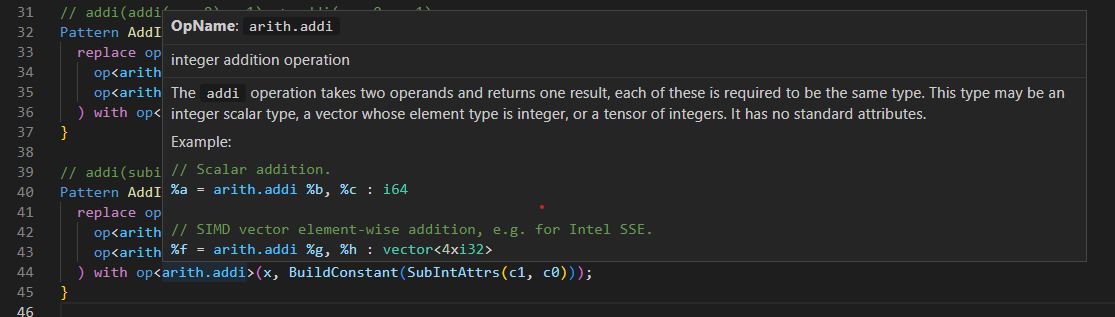 31 // addi(addi(
OpName: arith.addi
32 Pattern AddI
integer addition operation
33 replace op
34 op<arith
The addi operation takes two operands and returns one result, each of these is required to be the same type. This type may be an
35 op<arith
integer scalar type, a vector whose element type is integer, or a tensor of integers. It has no standard attributes.
36 ) with op<
37 }
Example:
38
// Scalar addition.
39 // addi(subi
%a = arith.addi %b, %c : i64
40 Pattern AddI
41 replace op
// SIMD vector element-wise addition, e.g. for Intel SSE.
42 op<arith
%f = arith.addi %g, %h : vector<4xi32>
43 op<arith
44 ) with op<arith.addi>(x, BuildConstant(SubIntAttrs(c1, c0)));
45 }
46